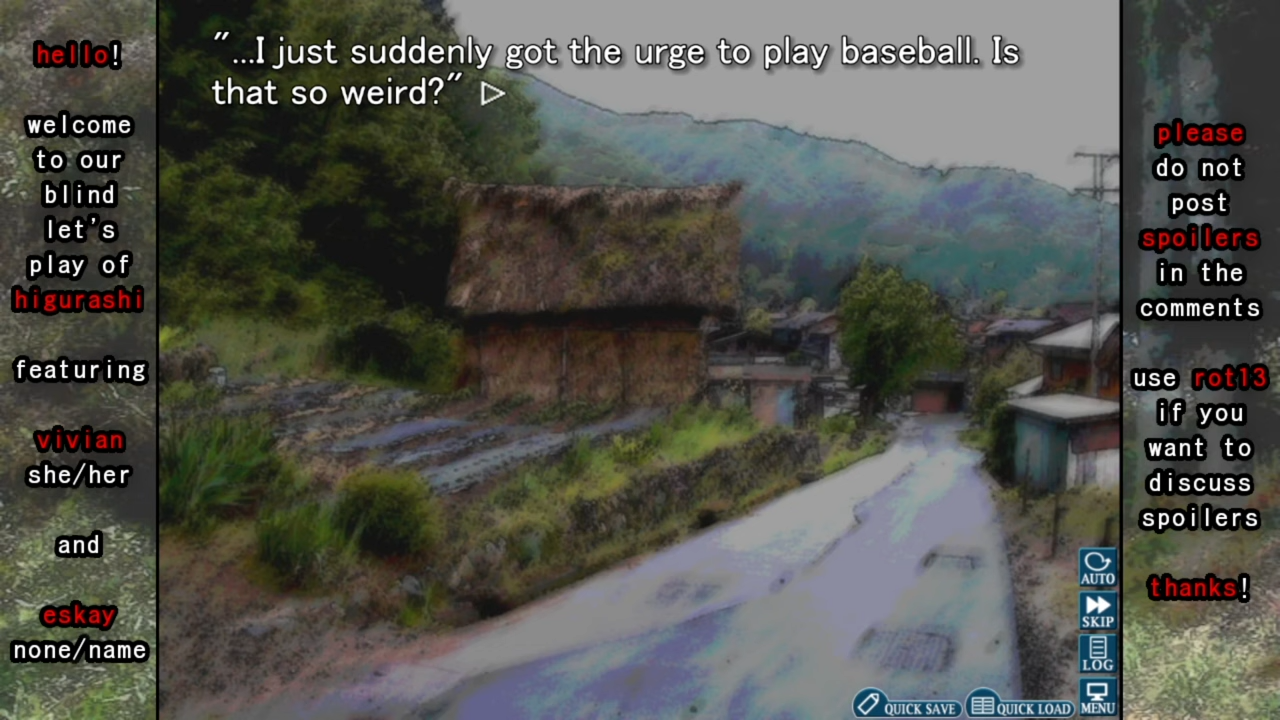 hello!
welcome
to our
blind
let's
play of
higurashi
featuring
vivian
she/her
and
eskay
none/name
"...I just suddenly got the urge to play baseball. Is
that so weird?"
please
do not
post
spoilers
in the
comments
use rot13
if you
want to
discuss
spoilers
thanks!
AUTO
SKIP
LOG
MENU
QUICK SAVE
QUICK LOAD